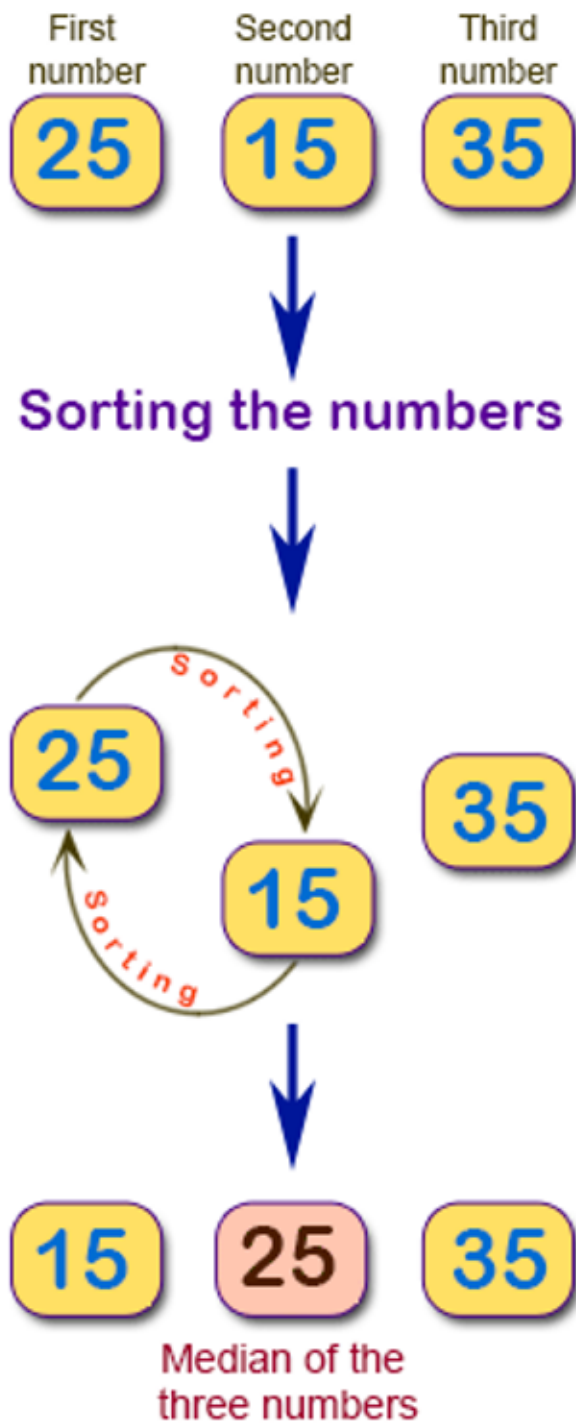 First Second Third
number number number
25 15 35
Sorting the numbers
Sorting
25
35
15
Sorting
15 25 35
Median of the
three numbers